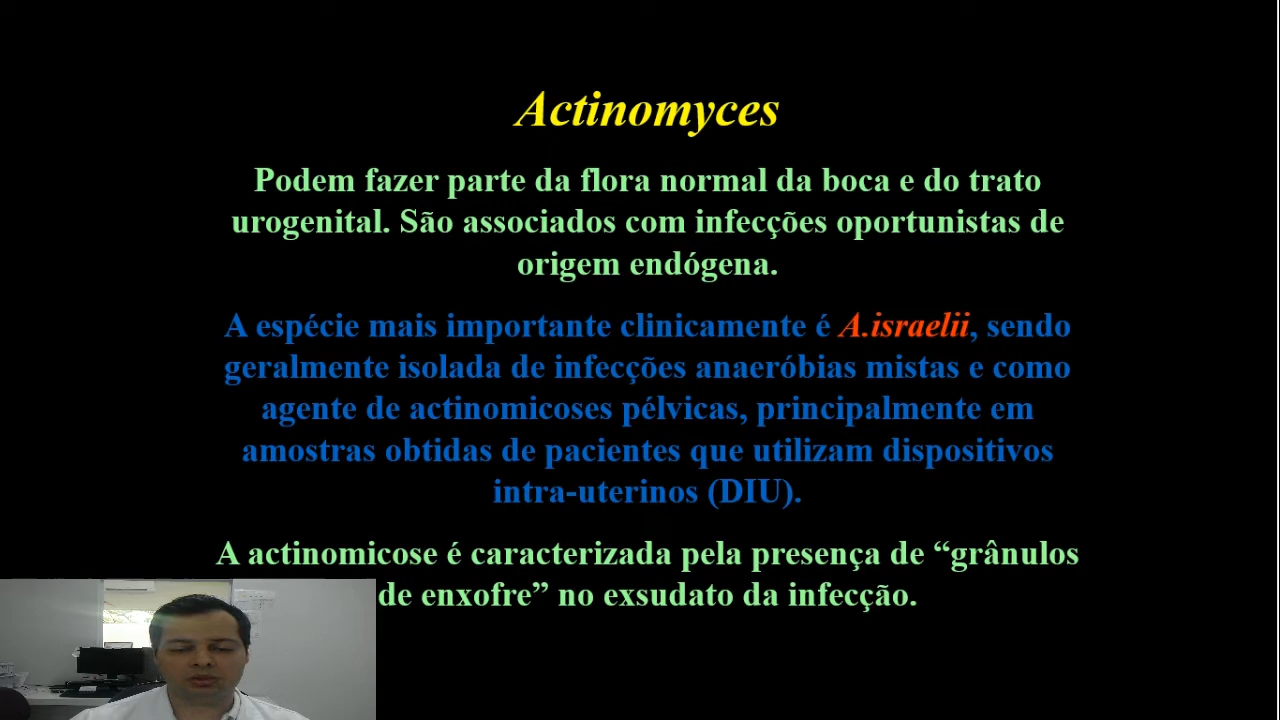 Actinomyces
Podem fazer parte da flora normal da boca e do trato
urogenital. São associados com infecções oportunistas de
origem endógena.
A espécie mais importante clinicamente é A.israelii, sendo
geralmente isolada de infecções anaeróbias mistas e como
agente de actinomicoses pélvicas, principalmente em
amostras obtidas de pacientes que utilizam dispositivos
intra-uterinos (DIU).
A actinomicose é caracterizada pela presença de “grânulos
de enxofre” no exsudato da infecção.